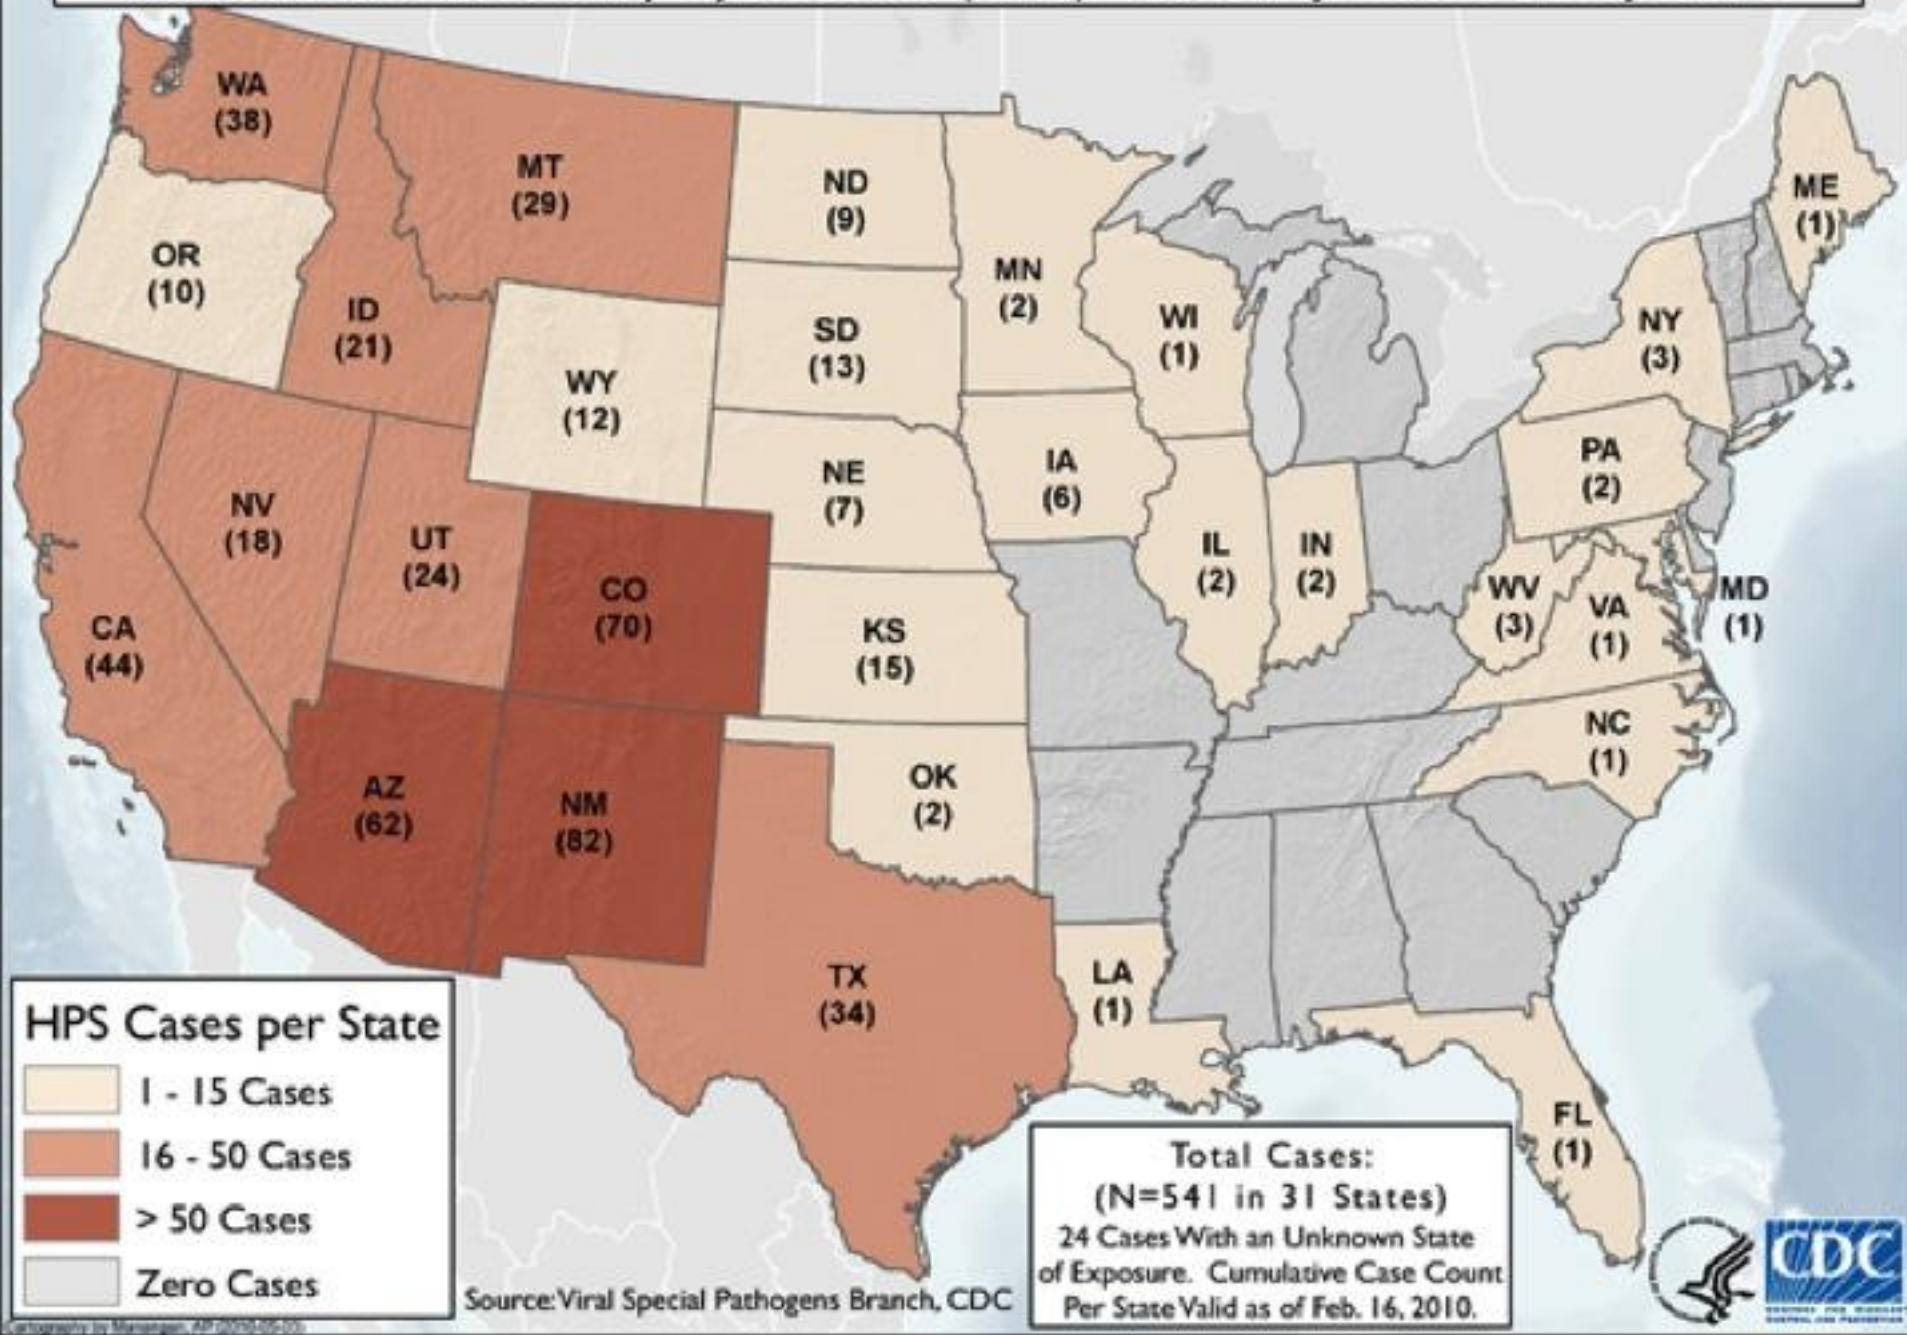 WA
(38)
MT
(29)
ND
(9)
ME
(1)
OR
(10)
ID
(21)
MN
(2)
SD
(13)
WI
(1)
NY
(3)
WY
(12)
NE
(7)
IA
(6)
PA
(2)
NV
(18)
UT
(24)
CO
(70)
IL
(2)
IN
(2)
WV
(3)
VA
(1)
MD
(1)
CA
(44)
KS
(15)
NC
(1)
AZ
(62)
NM
(82)
OK
(2)
TX
(34)
LA
(1)
FL
(1)
HPS Cases per State
1 - 15 Cases
16 - 50 Cases
> 50 Cases
Zero Cases
Source: Viral Special Pathogens Branch, CDC
Total Cases:
(N=541 in 31 States)
24 Cases With an Unknown State
of Exposure. Cumulative Case Count
Per State Valid as of Feb. 16, 2010.
CDC